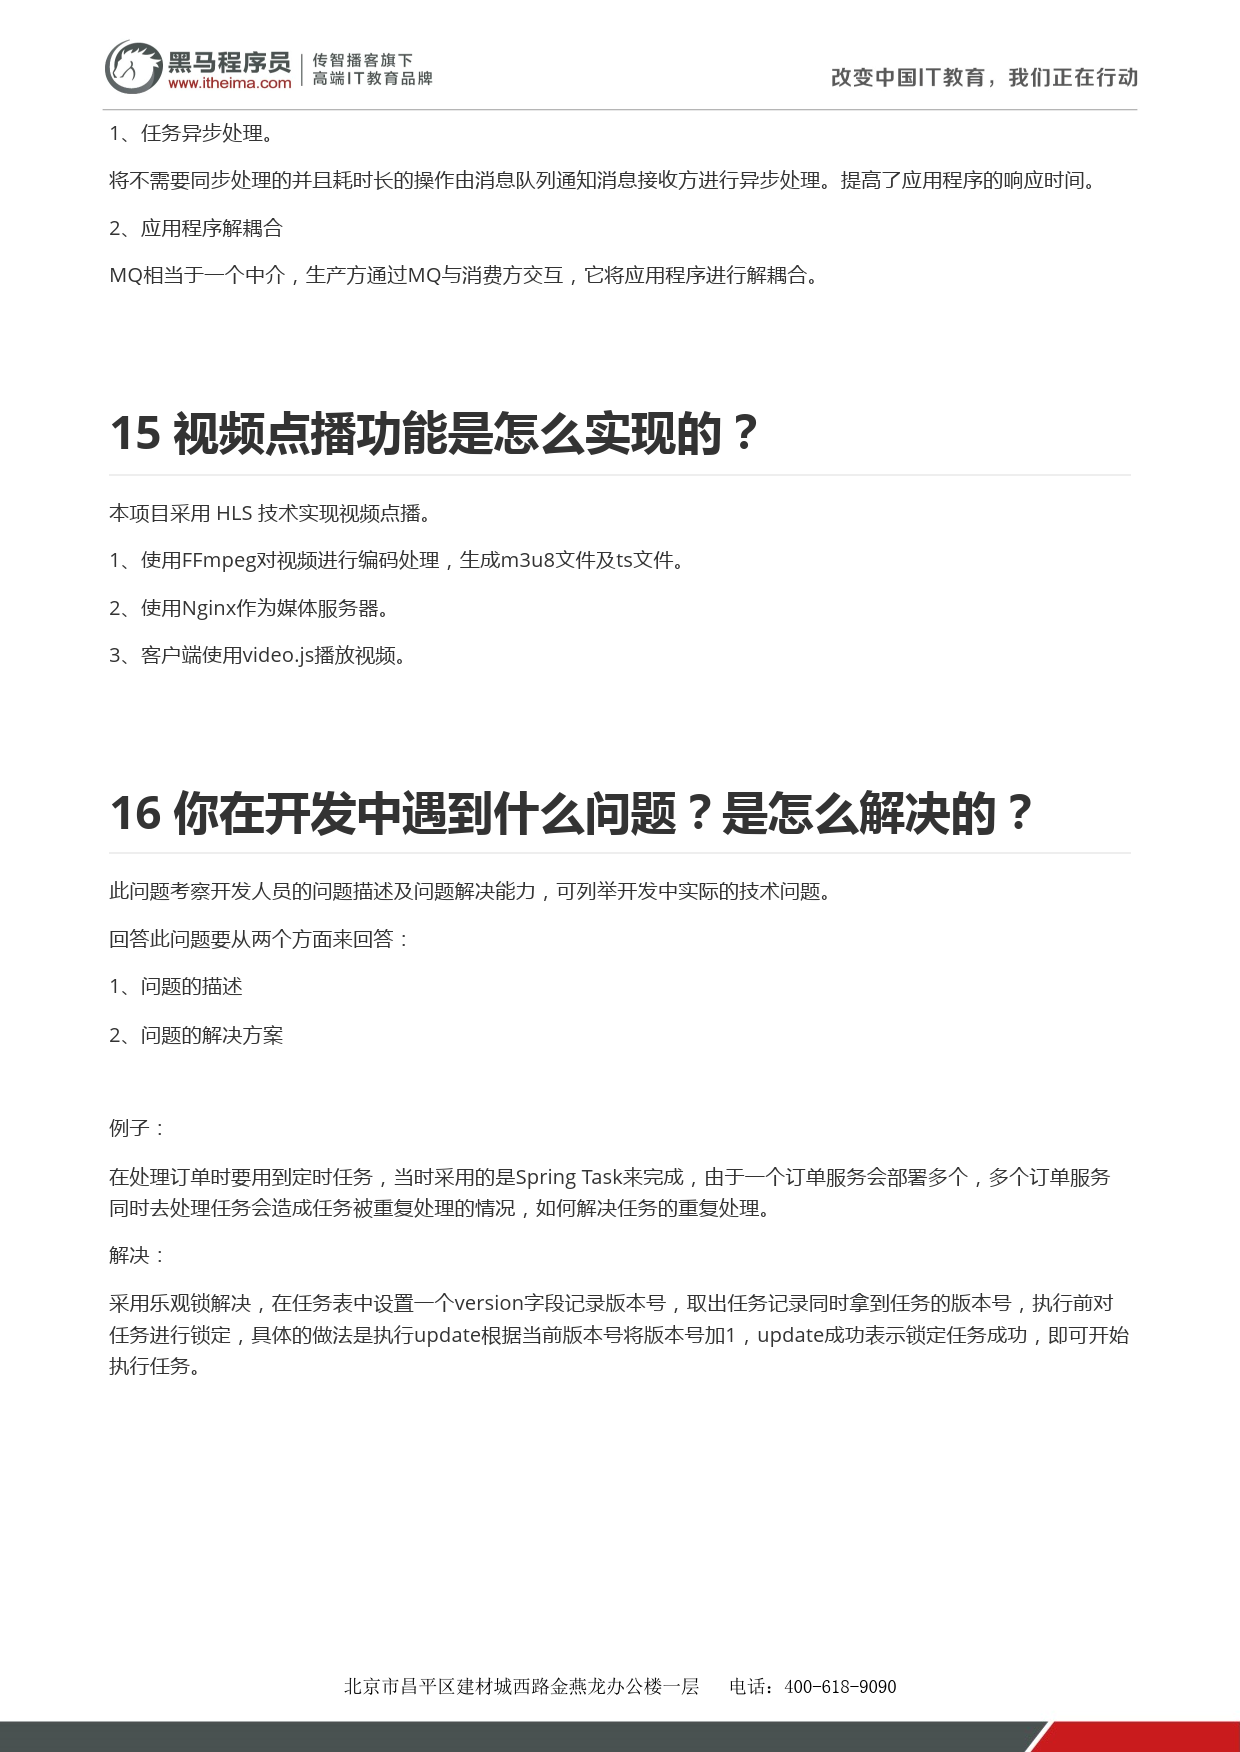 黑马程序员
www.itheima.com
传智播客旗下
高端IT教育品牌
改变中国IT教育，我们正在行动
1、任务异步处理。
将不需要同步处理的并且耗时长的操作由消息队列通知消息接收方进行异步处理。提高了应用程序的响应时间。
2、应用程序解耦合
MQ相当于一个中介，生产方通过MQ与消费方交互，它将应用程序进行解耦合。
15 视频点播功能是怎么实现的？
本项目采用 HLS 技术实现视频点播。
1、使用FFmpeg对视频进行编码处理，生成m3u8文件及ts文件。
2、使用Nginx作为媒体服务器。
3、客户端使用video.js播放视频。
16 你在开发中遇到什么问题？是怎么解决的？
此问题考察开发人员的问题描述及问题解决能力，可列举开发中实际的技术问题。
回答此问题要从两个方面来回答：
1、问题的描述
2、问题的解决方案
例子：
在处理订单时要用到定时任务，当时采用的是Spring Task来完成，由于一个订单服务会部署多个，多个订单服务
同时去处理任务会造成任务被重复处理的情况，如何解决任务的重复处理。
解决：
采用乐观锁解决，在任务表中设置一个version字段记录版本号，取出任务记录同时拿到任务的版本号，执行前对
任务进行锁定，具体的做法是执行update根据当前版本号将版本号加1，update成功表示锁定任务成功，即可开始
执行任务。
北京市昌平区建材城西路金燕龙办公楼一层 电话：400-618-9090